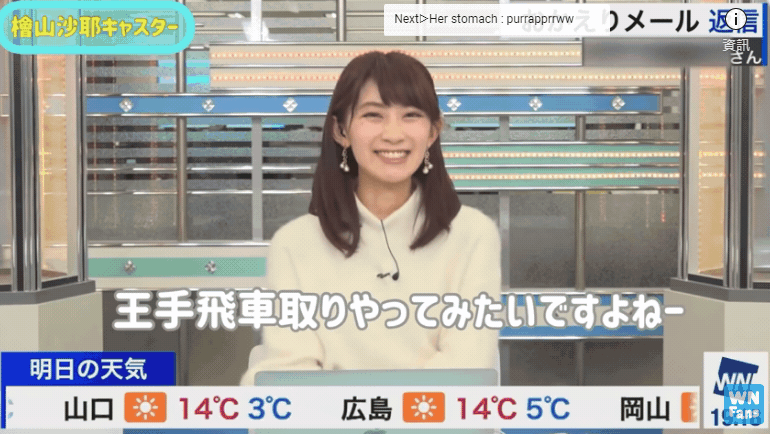 檜山沙耶キャスター
Next▷Her stomach : purrapprrww
おかえりメール 返信
資訊
さん
王手飛車取りやってみたいですよねー
明日の天気
山口 14℃ 3℃ 広島 14℃ 5℃ 岡山
WN
WN
Fans